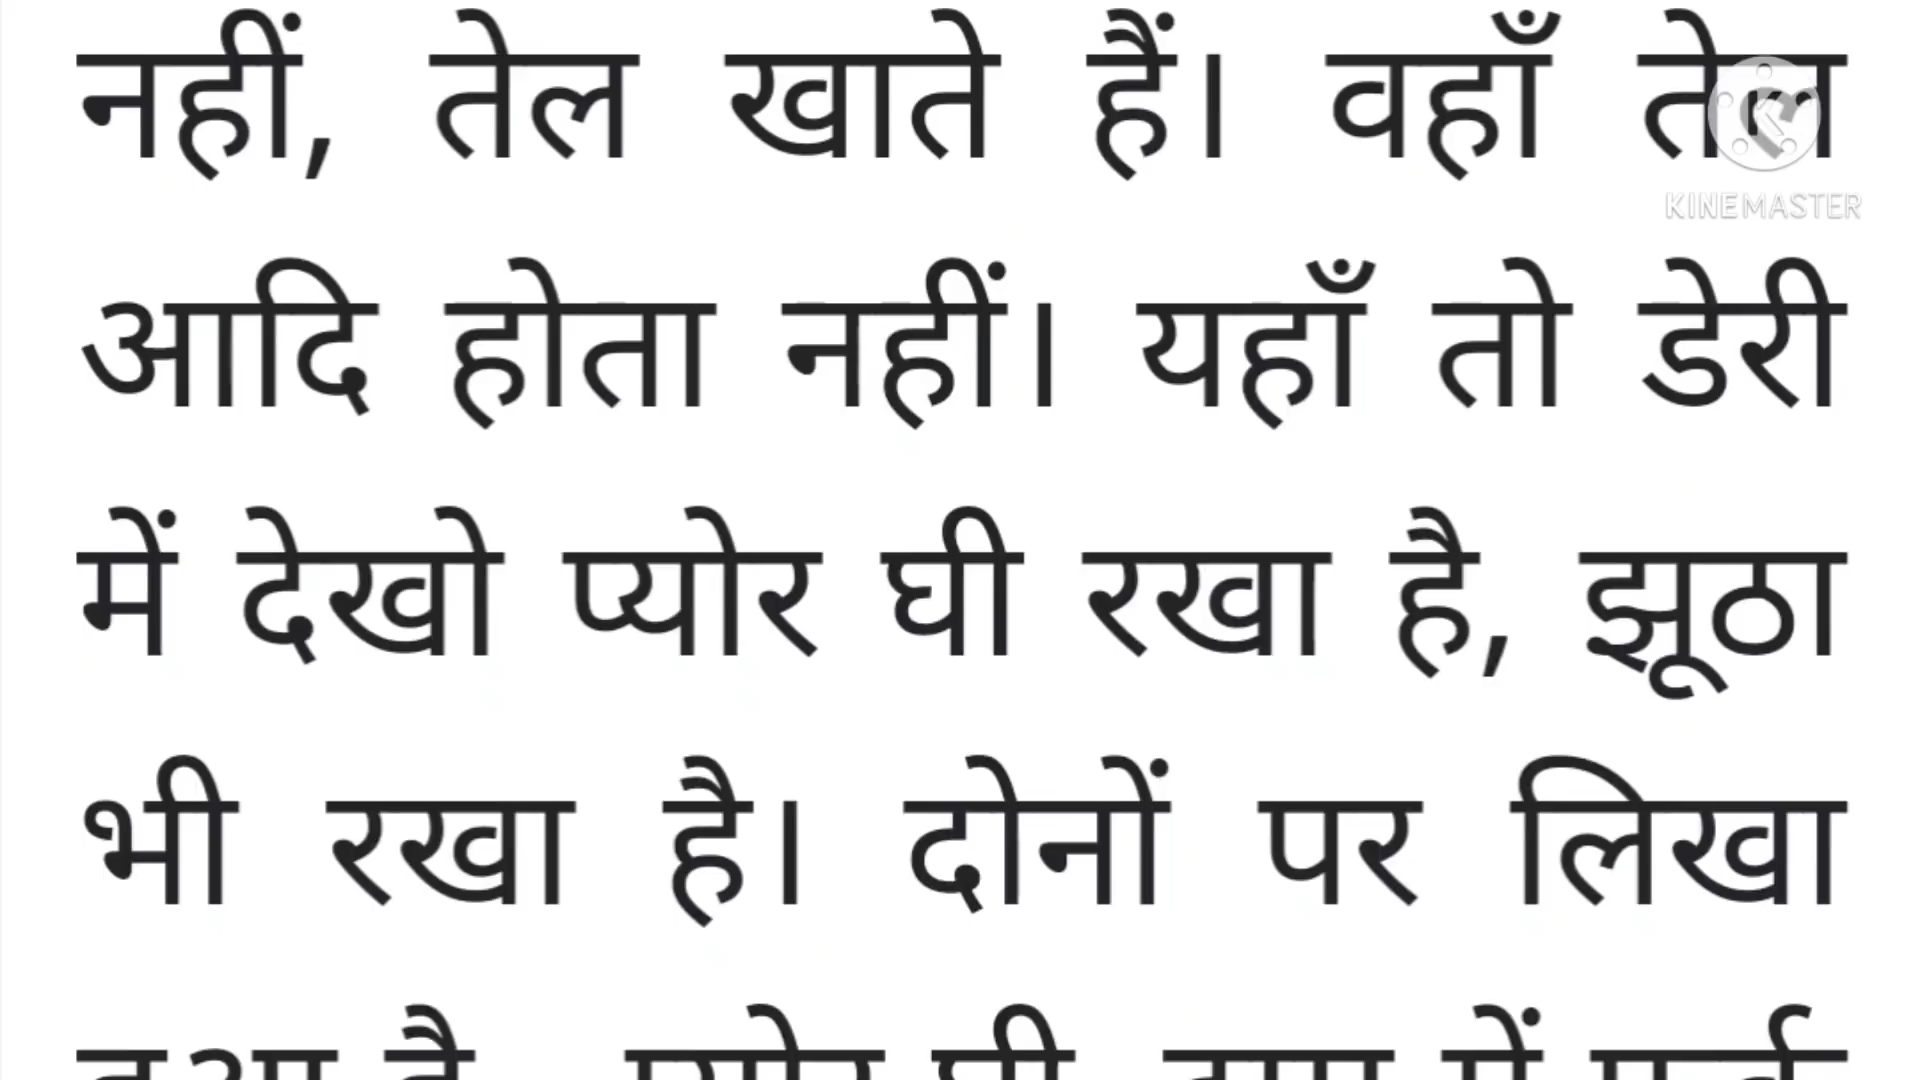 नहीं, तेल खाते हैं। वहाँ तेल
KINEMASTER
आदि होता नहीं। यहाँ तो डेरी
में देखो प्योर घी रखा है, झूठा
भी रखा है। दोनों पर लिखा